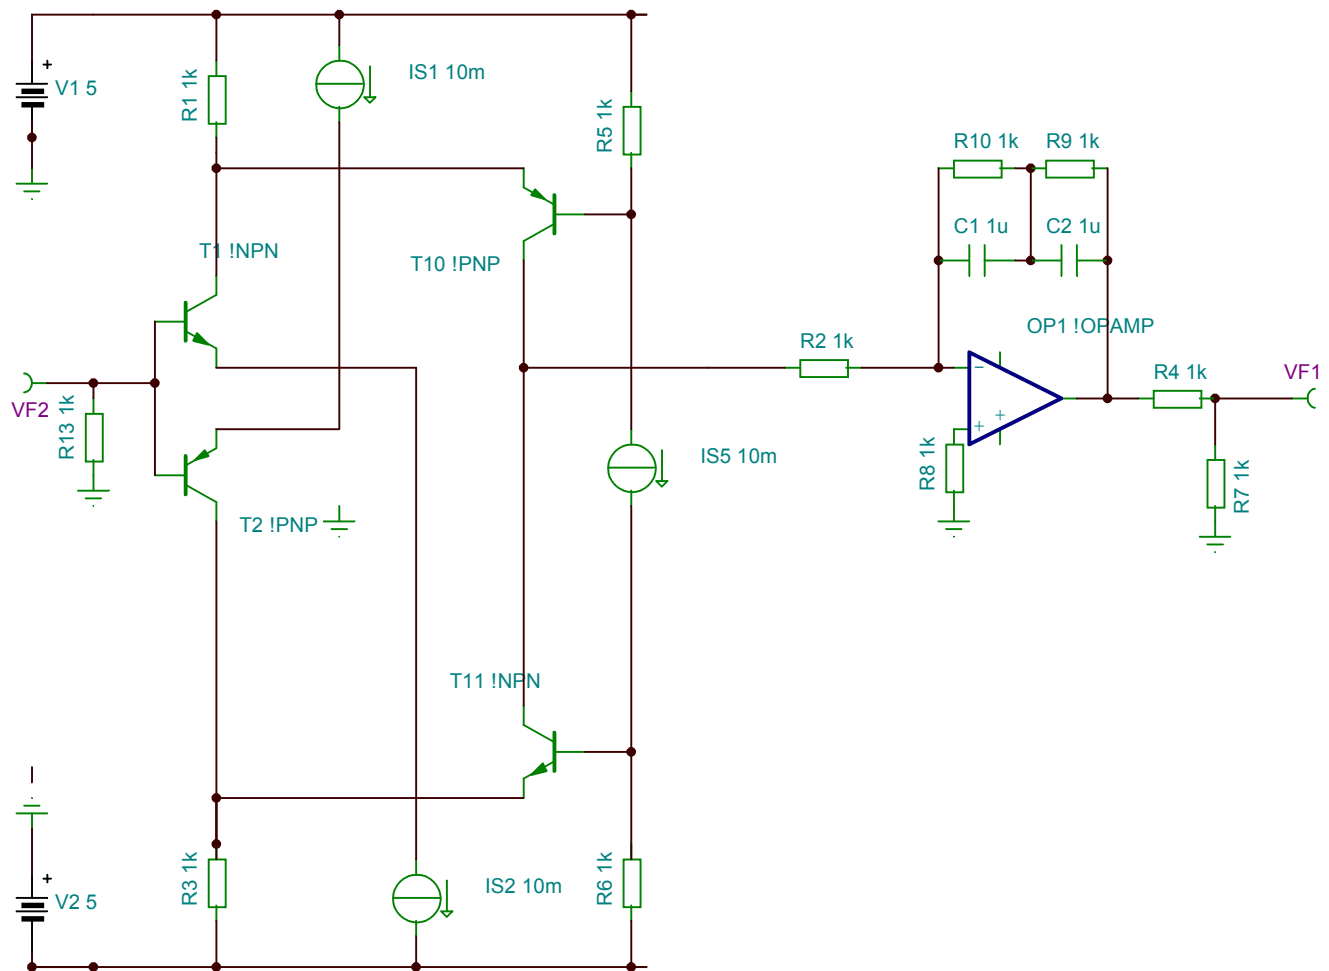 IS1 10m
V1 5
R1 1k
R5 1k
R10 1k
R9 1k
C1 1u
C2 1u
T1 !NPN
T10 !PNP
OP1 !OPAMP
R2 1k
R4 1k
VF1
VF2
R13 1k
R8 1k
IS5 10m
R7 1k
T2 !PNP
T11 !NPN
R3 1k
IS2 10m
R6 1k
V2 5